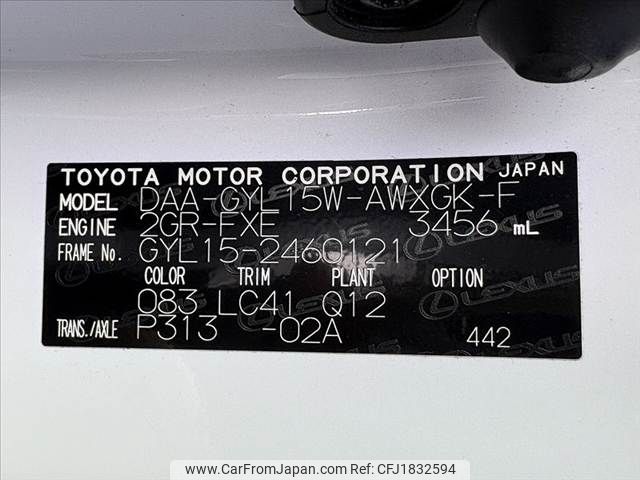 TOYOTA MOTOR CORPORATION JAPAN
MODEL DAA-GYL15W-AWXGK-F
ENGINE 2GR-FXE 3456 mL
FRAME No. GYL15-2460121
COLOR TRIM PLANT OPTION
083 LC41 Q12
TRANS./AXLE P313 -02A 442
LEXUS
www.CarFromJapan.com - CFJ1832594